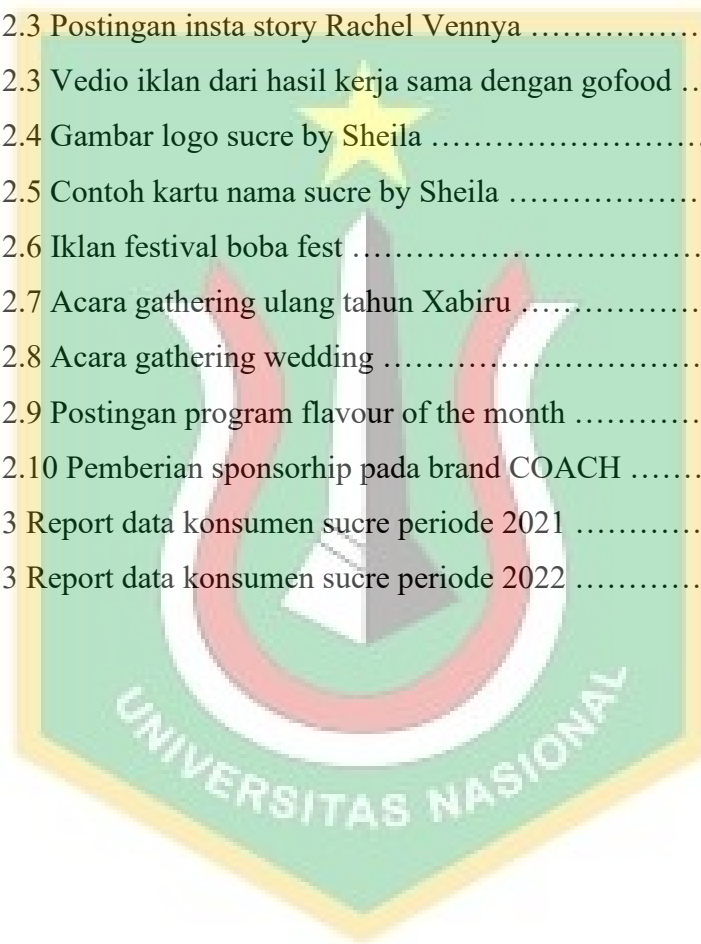 2.3 Postingan insta story Rachel Vennya ……………….
2.3 Vedio iklan dari hasil kerja sama dengan gofood …
2.4 Gambar logo sucre by Sheila …………………………..
2.5 Contoh kartu nama sucre by Sheila …………………
2.6 Iklan festival boba fest ………………………………….
2.7 Acara gathering ulang tahun Xabiru …………………
2.8 Acara gathering wedding ……………………………….
2.9 Postingan program flavour of the month ……………
2.10 Pemberian sponsorhip pada brand COACH ……….
3 Report data konsumen sucre periode 2021 …………..
3 Report data konsumen sucre periode 2022 …………..
UNIVERSITAS NASIONAL